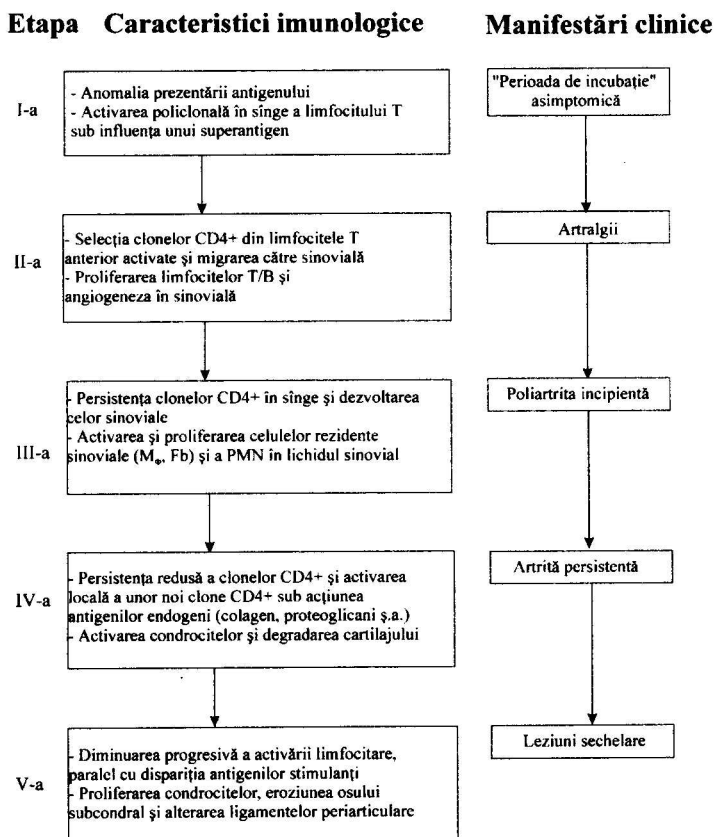 Etapa Caracteristici imunologice Manifestări clinice
I-a
- Anomalia prezentării antigenului
- Activarea policlonală în sînge a limfocitului T
sub influența unui superantigen
"Perioada de incubație"
asimptomică
II-a
- Selecția clonelor CD4+ din limfocitele T
anterior activate și migrarea către sinovială
- Proliferarea limfocitelor T/B și
angiogeneza în sinovială
Artralgii
III-a
- Persistența clonelor CD4+ în sînge și dezvoltarea
celor sinoviale
- Activarea și proliferarea celulelor rezidente
sinoviale (MΦ, Fb) și a PMN în lichidul sinovial
Poliartrita incipientă
IV-a
- Persistența redusă a clonelor CD4+ și activarea
locală a unor noi clone CD4+ sub acțiunea
antigenilor endogeni (colagen, proteoglicani ș.a.)
- Activarea condrocitelor și degradarea cartilajului
Artrită persistentă
V-a
- Diminuarea progresivă a activării limfocitare,
paralel cu dispariția antigenilor stimulanți
- Proliferarea condrocitelor, eroziunea osului
subcondral și alterarea ligamentelor periarticulare
Leziuni sechelare